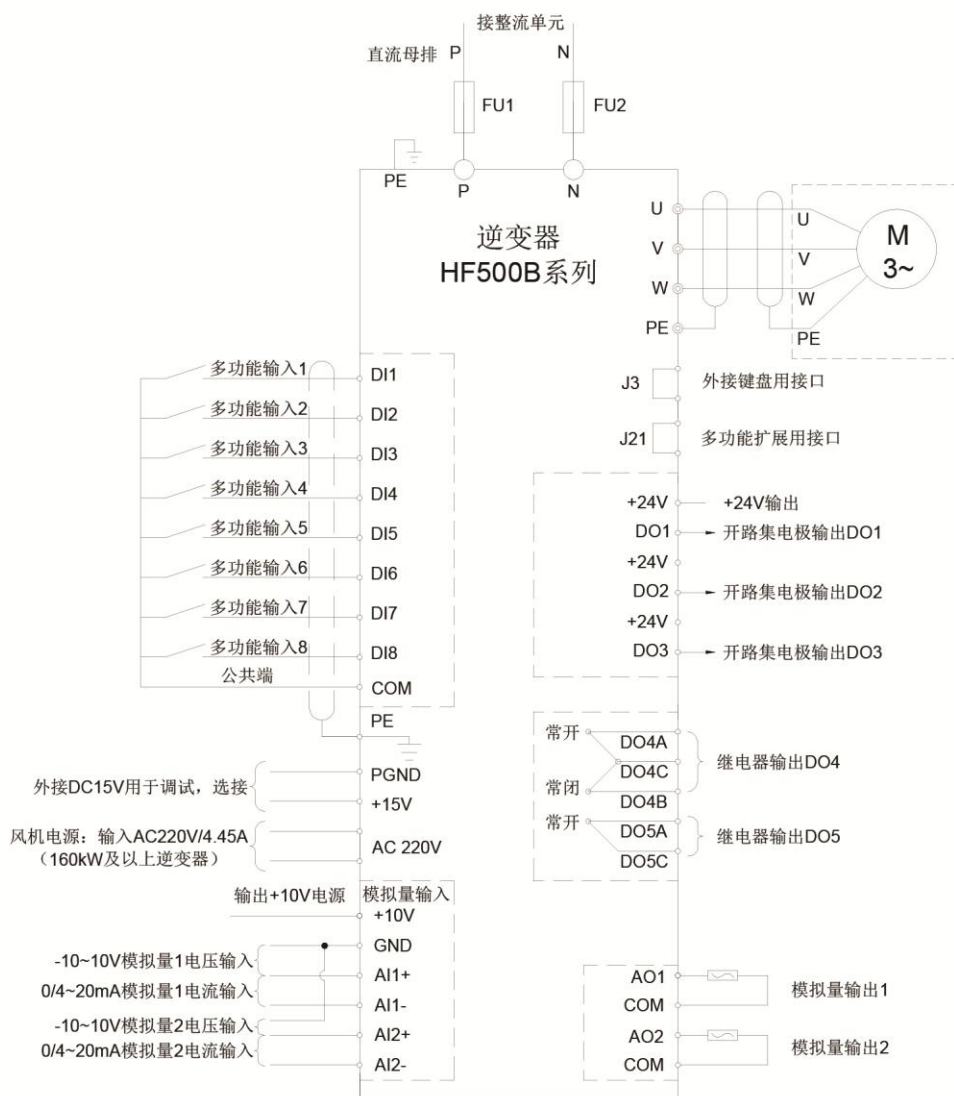 接整流单元
直流母排 P N
FU1 FU2
PE
P N
逆变器
HF500B系列
U
V
W
PE
U
V
W
PE
M
3~
多功能输入1 DI1
多功能输入2 DI2
多功能输入3 DI3
多功能输入4 DI4
多功能输入5 DI5
多功能输入6 DI6
多功能输入7 DI7
多功能输入8 DI8
公共端 COM
PE
外接DC15V用于调试，选接
PGND
+15V
风机电源：输入AC220V/4.45A
（160kW及以上逆变器）
AC 220V
输出+10V电源 模拟量输入
+10V
GND
-10~10V模拟量1电压输入
AI1+
0/4~20mA模拟量1电流输入
AI1-
-10~10V模拟量2电压输入
AI2+
0/4~20mA模拟量2电流输入
AI2-
J3 外接键盘用接口
J21 多功能扩展用接口
+24V +24V输出
DO1 开路集电极输出DO1
+24V
DO2 开路集电极输出DO2
+24V
DO3 开路集电极输出DO3
常开
DO4A
DO4C 继电器输出DO4
常闭
DO4B
常开
DO5A 继电器输出DO5
DO5C
AO1
COM 模拟量输出1
AO2
COM 模拟量输出2